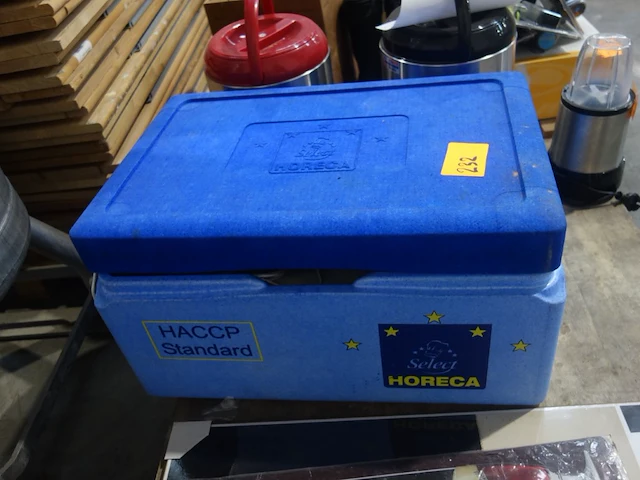 Select
HORECA
232
HACCP
Standard
Select
HORECA